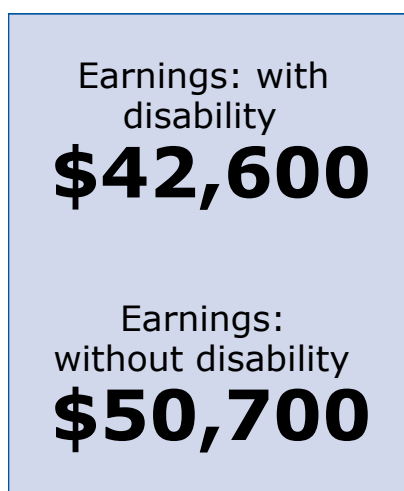 Earnings: with
disability
$42,600
Earnings:
without disability
$50,700